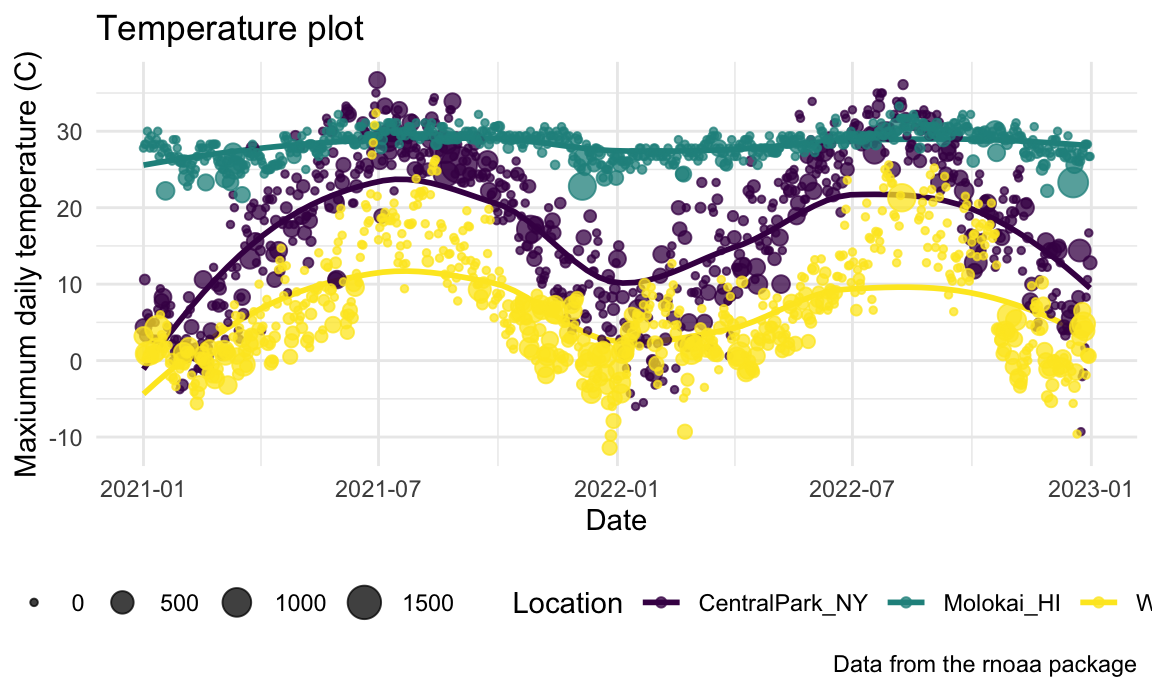 Temperature plot
Maxiumum daily temperature (C)
30
20
10
0
-10
2021-01 2021-07 2022-01 2022-07 2023-01
Date
0 500 1000 1500 Location CentralPark_NY Molokai_HI W
Data from the rnoaa package